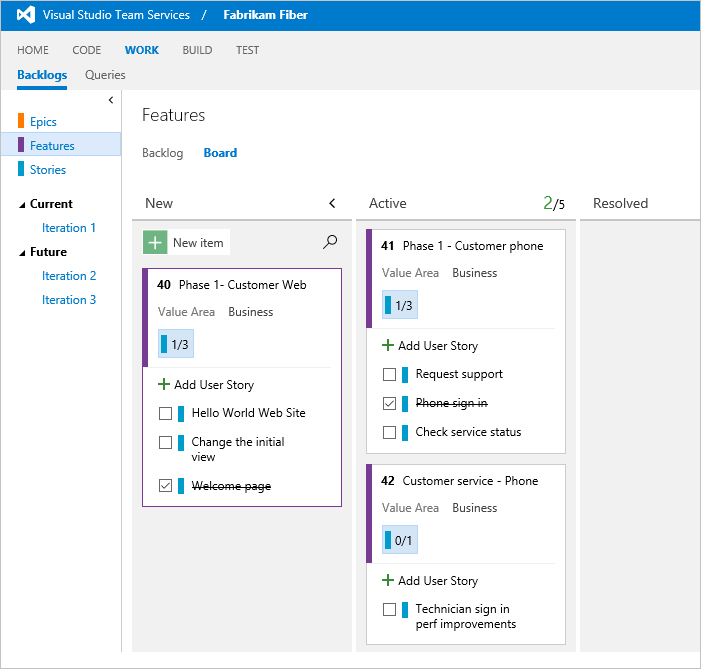 Visual Studio Team Services / Fabrikam Fiber
HOME CODE WORK BUILD TEST
Backlogs Queries
Epics
Features
Stories
Current
Iteration 1
Future
Iteration 2
Iteration 3
Features
Backlog Board
New
New item
40 Phase 1- Customer Web
Value Area Business
1/3
Add User Story
Hello World Web Site
Change the initial
view
Welcome page
Active 2/5
41 Phase 1 - Customer phone
Value Area Business
1/3
Add User Story
Request support
Phone sign in
Check service status
42 Customer service - Phone
Value Area Business
0/1
Add User Story
Technician sign in
perf improvements
Resolved